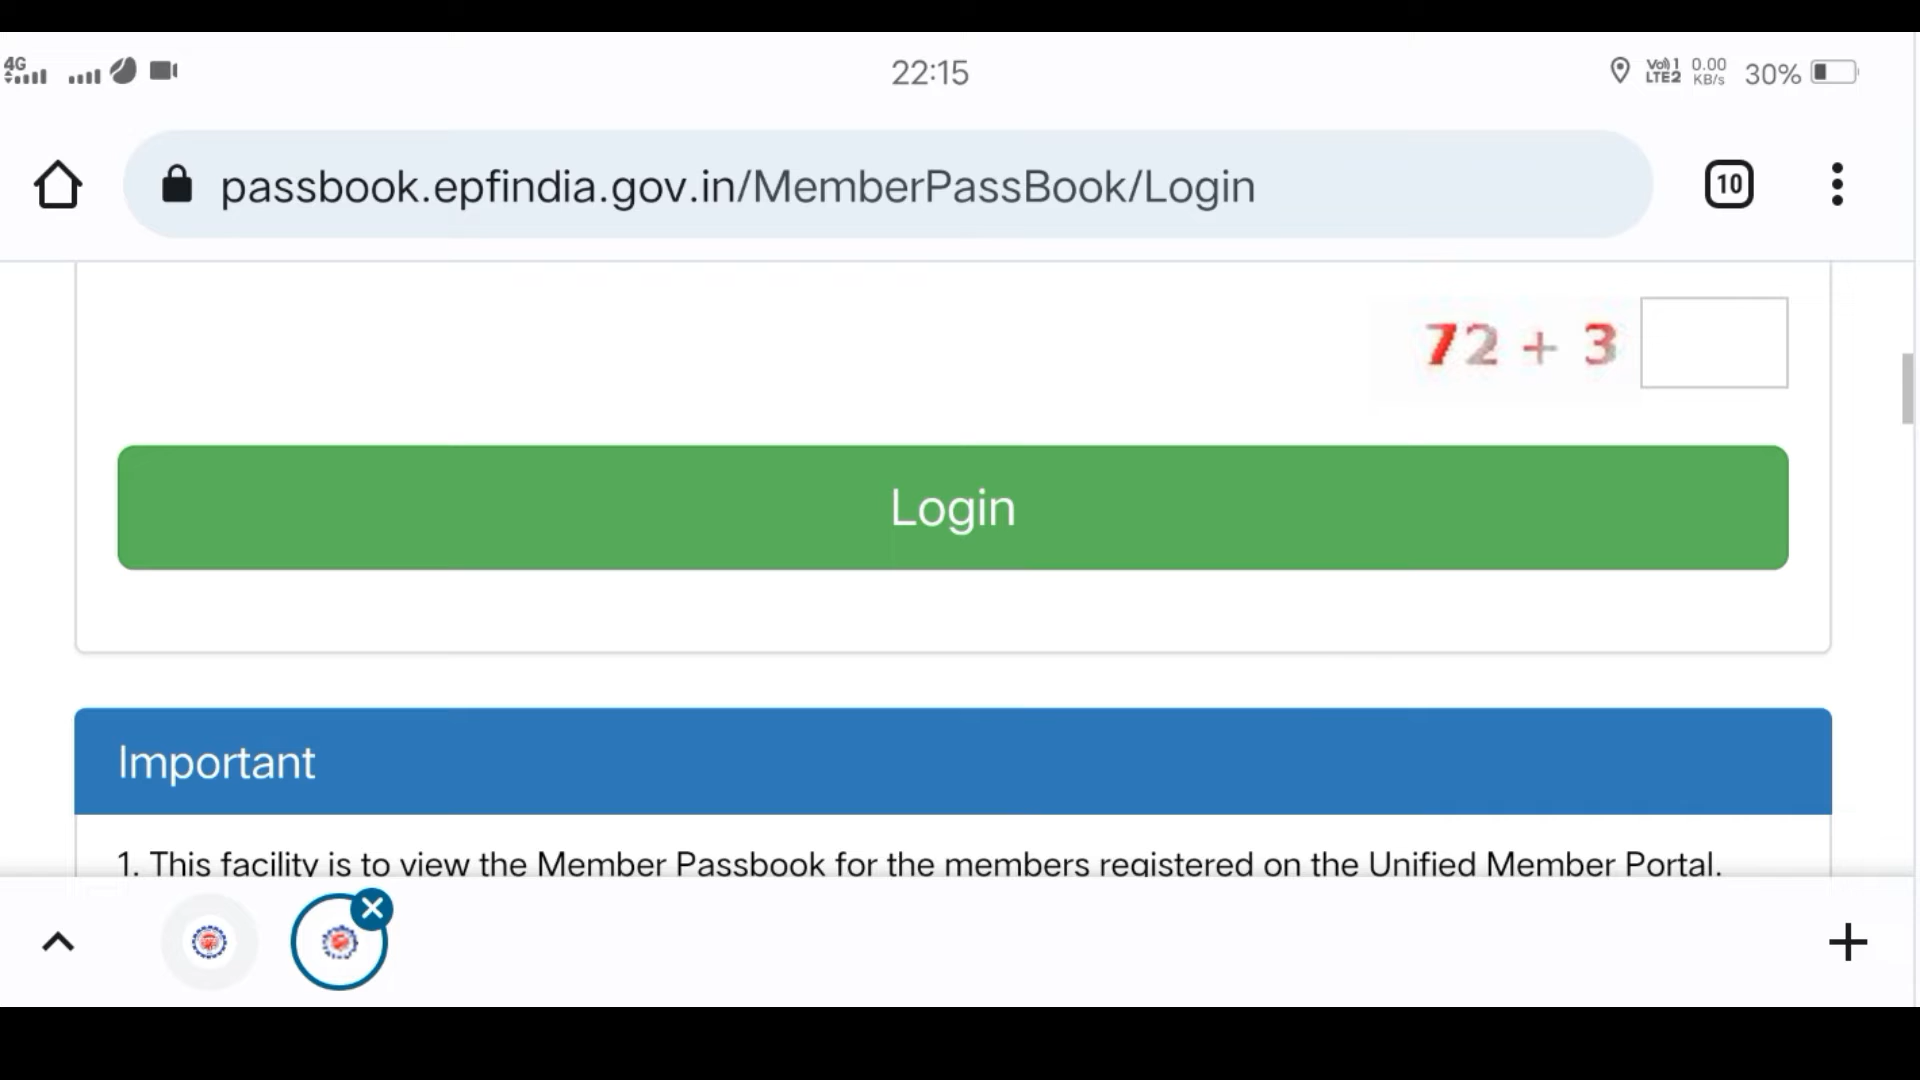 4G
22:15
Vo)) 1 LTE2 0.00 KB/s 30%
passbook.epfindia.gov.in/MemberPassBook/Login
10
72 + 3
Login
Important
1. This facility is to view the Member Passbook for the members registered on the Unified Member Portal.